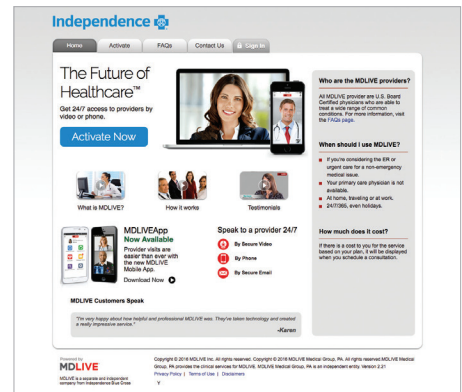 Independence
Home Activate FAQs Contact Us Sign In
The Future of
Healthcare™
Get 24/7 access to providers by
video or phone.
Activate Now
What is MDLIVE?
How it works
Testimonials
MDLIVEApp
Now Available
Provider visits are
easier than ever with
the new MDLIVE
Mobile App.
Download Now
Speak to a provider 24/7
By Secure Video
By Phone
By Secure Email
MDLIVE Customers Speak
"I'm very happy about how helpful and professional MDLIVE was. They've taken technology and created
a really impressive service."
-Karen
Who are the MDLIVE providers?
All MDLIVE provider are U.S. Board
Certified physicians who are able to
treat a wide range of common
conditions. For more information, visit
the FAQs page.
When should I use MDLIVE?
If you're considering the ER or
urgent care for a non-emergency
medical issue.
Your primary care physician is not
available.
At home, traveling or at work.
24/7/365, even holidays.
How much does it cost?
If there is a cost to you for the service
based on your plan, it will be displayed
when you schedule a consultation.
Powered by
MDLIVE
MDLIVE is a separate and independent
company from Independence Blue Cross
Copyright © 2016 MDLIVE Inc. All rights reserved. Copyright © 2016 MDLIVE Medical Group, PA. All rights reserved.MDLIVE Medical
Group, PA provides the clinical services for MDLIVE. MDLIVE Medical Group, PA is an independent entity. Version 2.21
Privacy Policy | Terms of Use | Disclaimers
Y